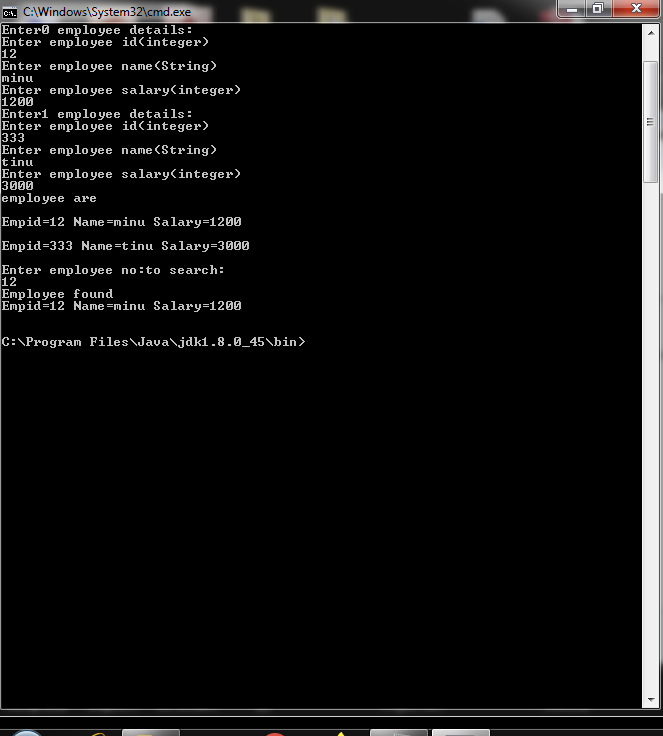 C:\Windows\System32\cmd.exe
Enter0 employee details:
Enter employee id(integer)
12
Enter employee name(String)
minu
Enter employee salary(integer)
1200
Enter1 employee details:
Enter employee id(integer)
333
Enter employee name(String)
tinu
Enter employee salary(integer)
3000
employee are
Empid=12 Name=minu Salary=1200
Empid=333 Name=tinu Salary=3000
Enter employee no:to search:
12
Employee found
Empid=12 Name=minu Salary=1200
C:\Program Files\Java\jdk1.8.0_45\bin>